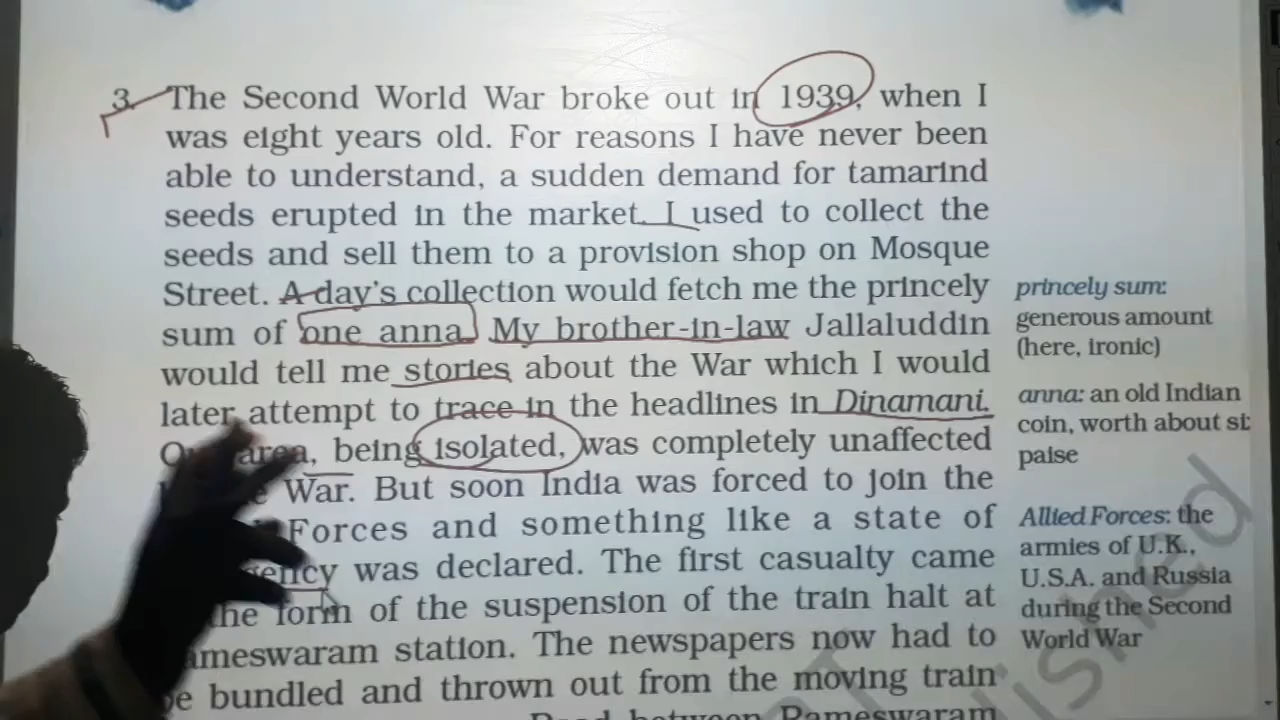 3. The Second World War broke out in 1939, when I
was eight years old. For reasons I have never been
able to understand, a sudden demand for tamarind
seeds erupted in the market. I used to collect the
seeds and sell them to a provision shop on Mosque
Street. A day's collection would fetch me the princely
sum of one anna. My brother-in-law Jallaluddin
would tell me stories about the War which I would
later attempt to trace in the headlines in Dinamani.
area, being isolated, was completely unaffected
War. But soon India was forced to join the
Forces and something like a state of
was declared. The first casualty came
the form of the suspension of the train halt at
station. The newspapers now had to
be bundled and thrown out from the moving train
between Rameswaram
princely sum:
generous amount
(here, ironic)
anna: an old Indian
coin, worth about
paise
Allied Forces: the
armies of U.K.,
U.S.A. and Russia
during the Second
World War